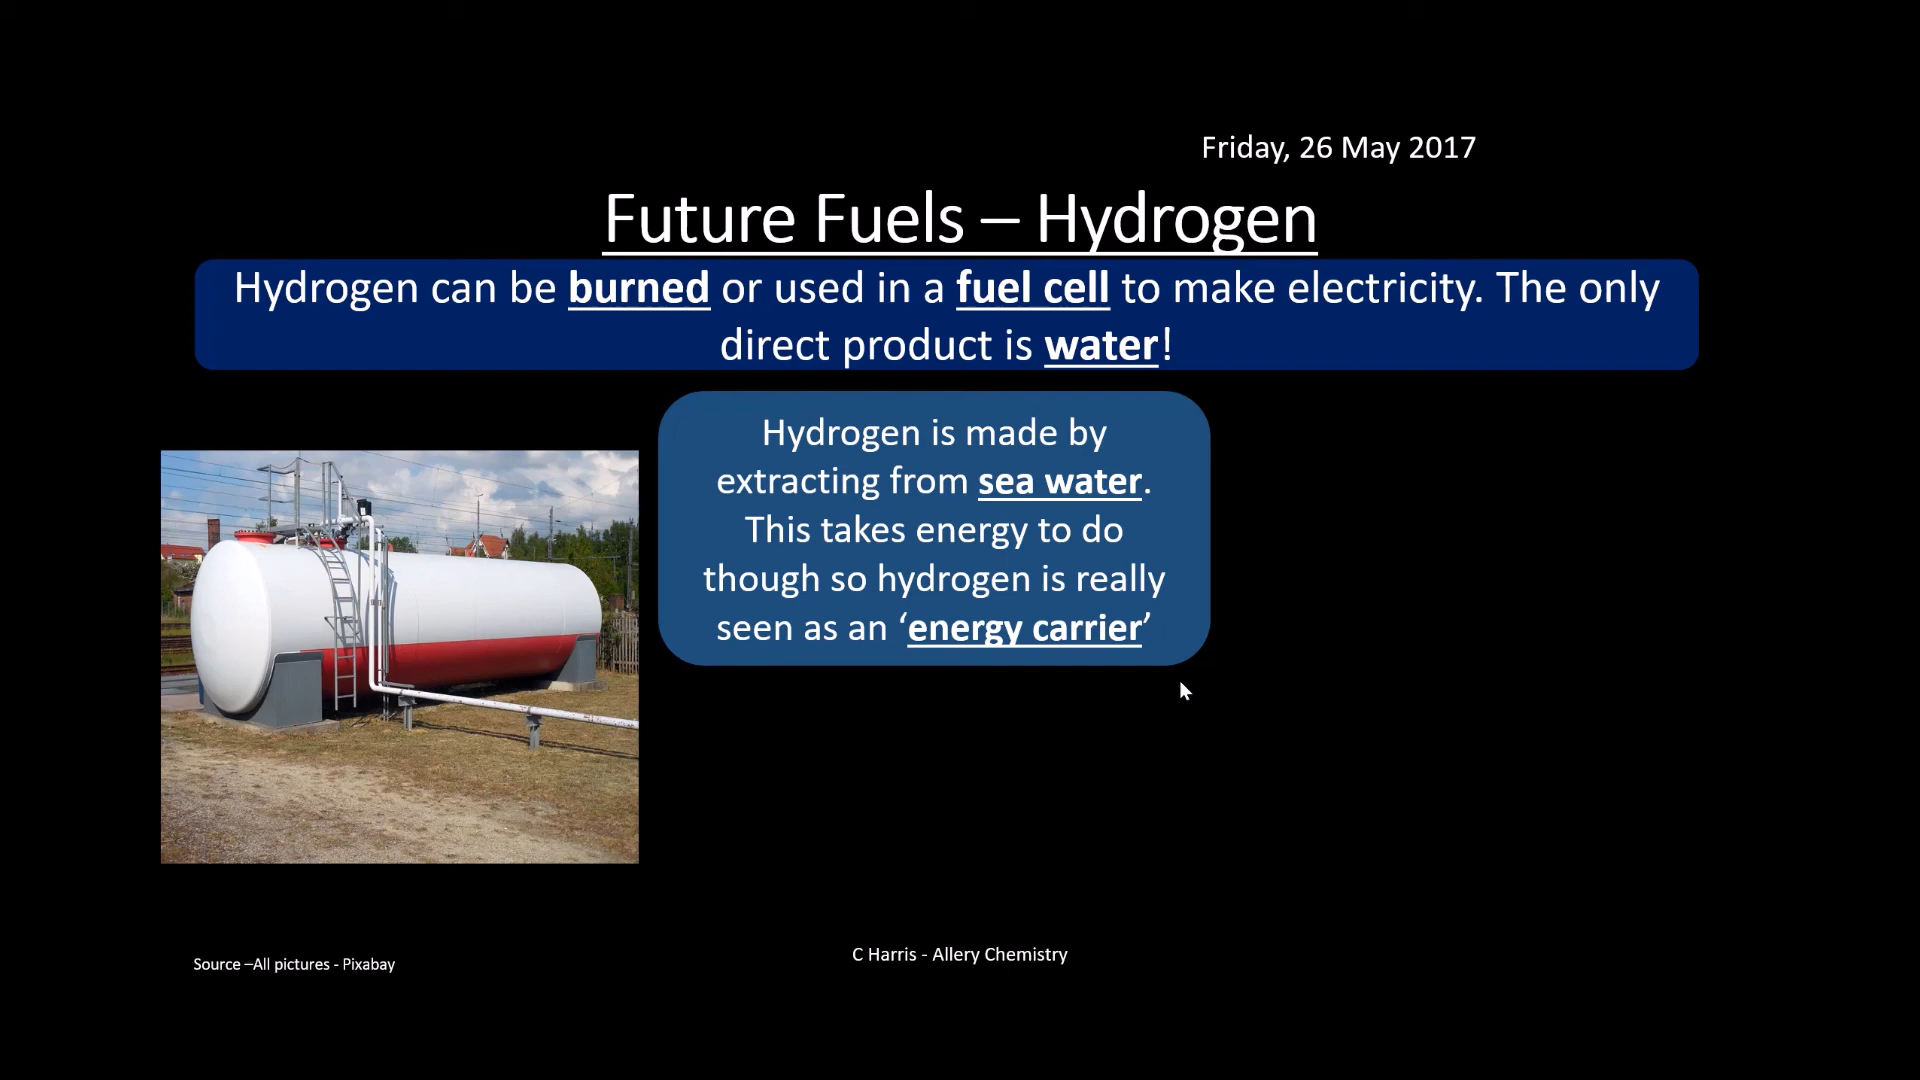 Friday, 26 May 2017
Future Fuels – Hydrogen
Hydrogen can be burned or used in a fuel cell to make electricity. The only
direct product is water!
Hydrogen is made by
extracting from sea water.
This takes energy to do
though so hydrogen is really
seen as an ‘energy carrier’
Source –All pictures - Pixabay
C Harris - Allery Chemistry